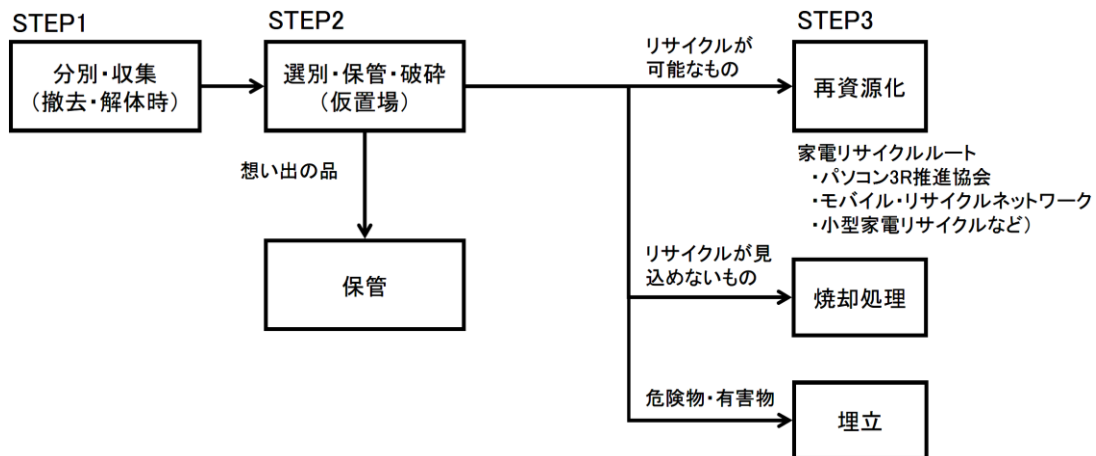 STEP1
分別・収集
（撤去・解体時）
STEP2
選別・保管・破砕
（仮置場）
想い出の品
保管
STEP3
リサイクルが
可能なもの
再資源化
家電リサイクルルート
・パソコン3R推進協会
・モバイル・リサイクルネットワーク
・小型家電リサイクルなど）
リサイクルが見
込めないもの
焼却処理
危険物・有害物
埋立